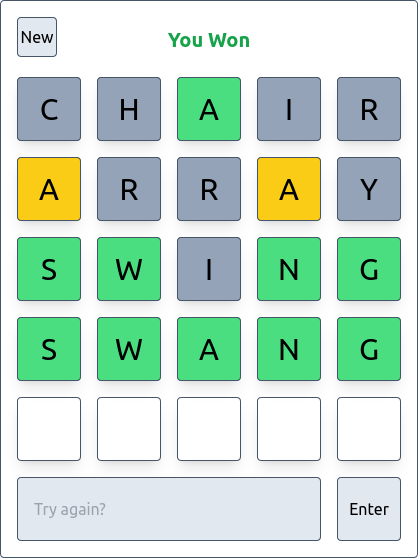 New
You Won
C H A I R
A R R A Y
S W I N G
S W A N G
Try again?
Enter